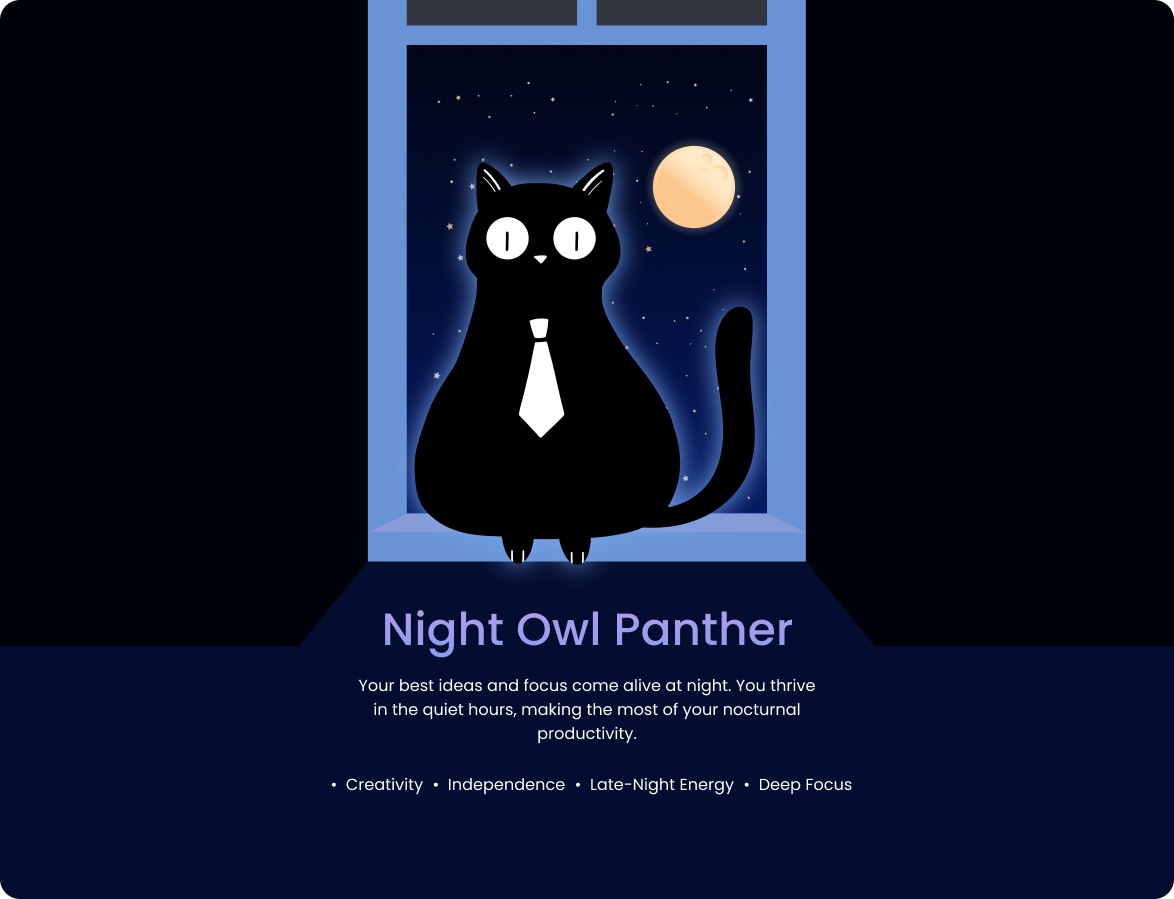 Night Owl Panther
Your best ideas and focus come alive at night. You thrive
in the quiet hours, making the most of your nocturnal
productivity.
• Creativity • Independence • Late-Night Energy • Deep Focus